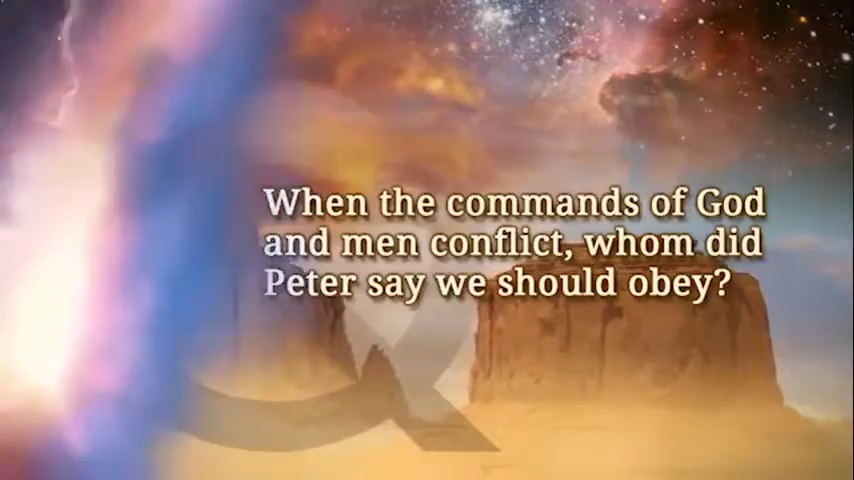 When the commands of God
and men conflict, whom did
Peter say we should obey?